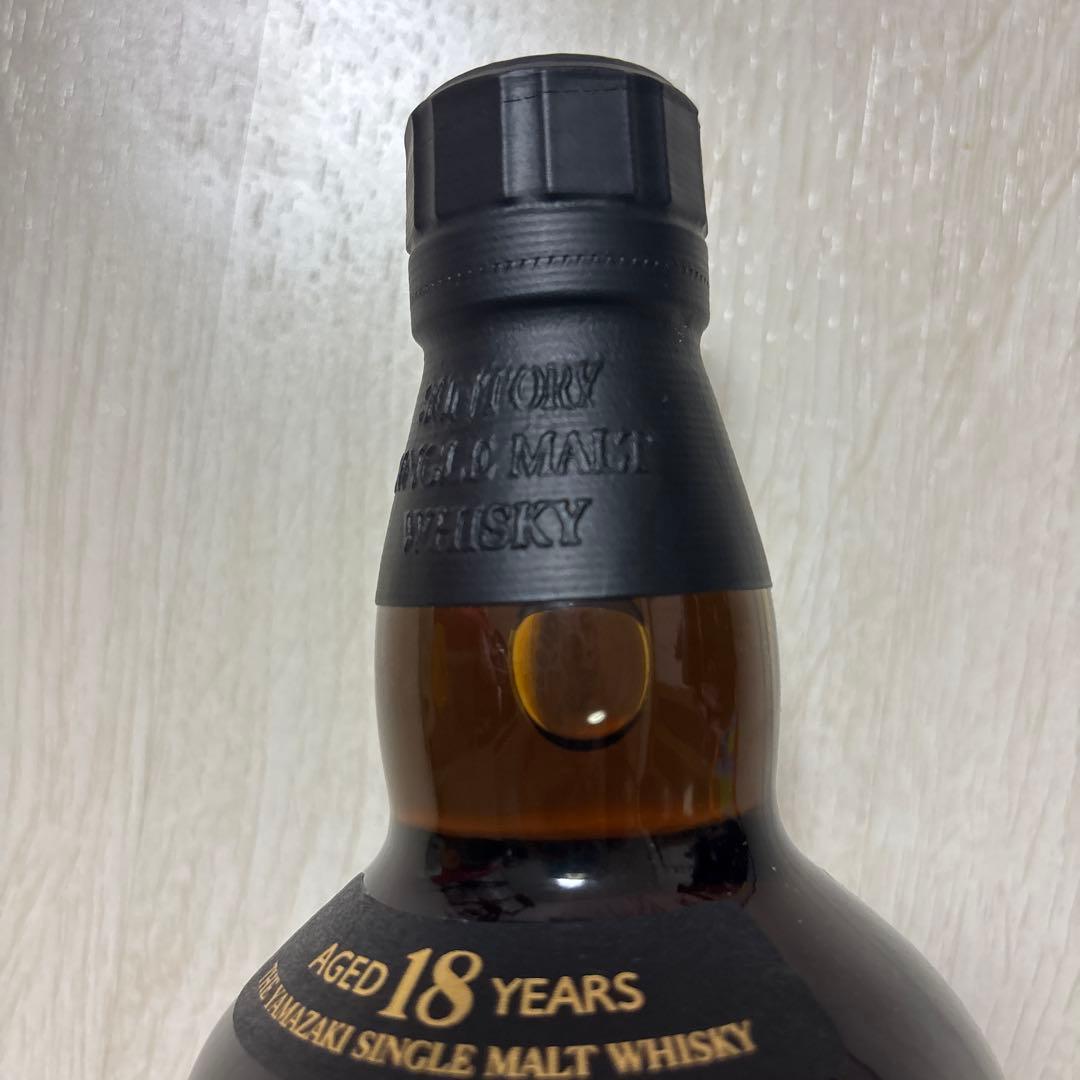 SUNTORY
SINGLE MALT
WHISKY
AGED 18 YEARS
THE YAMAZAKI SINGLE MALT WHISKY